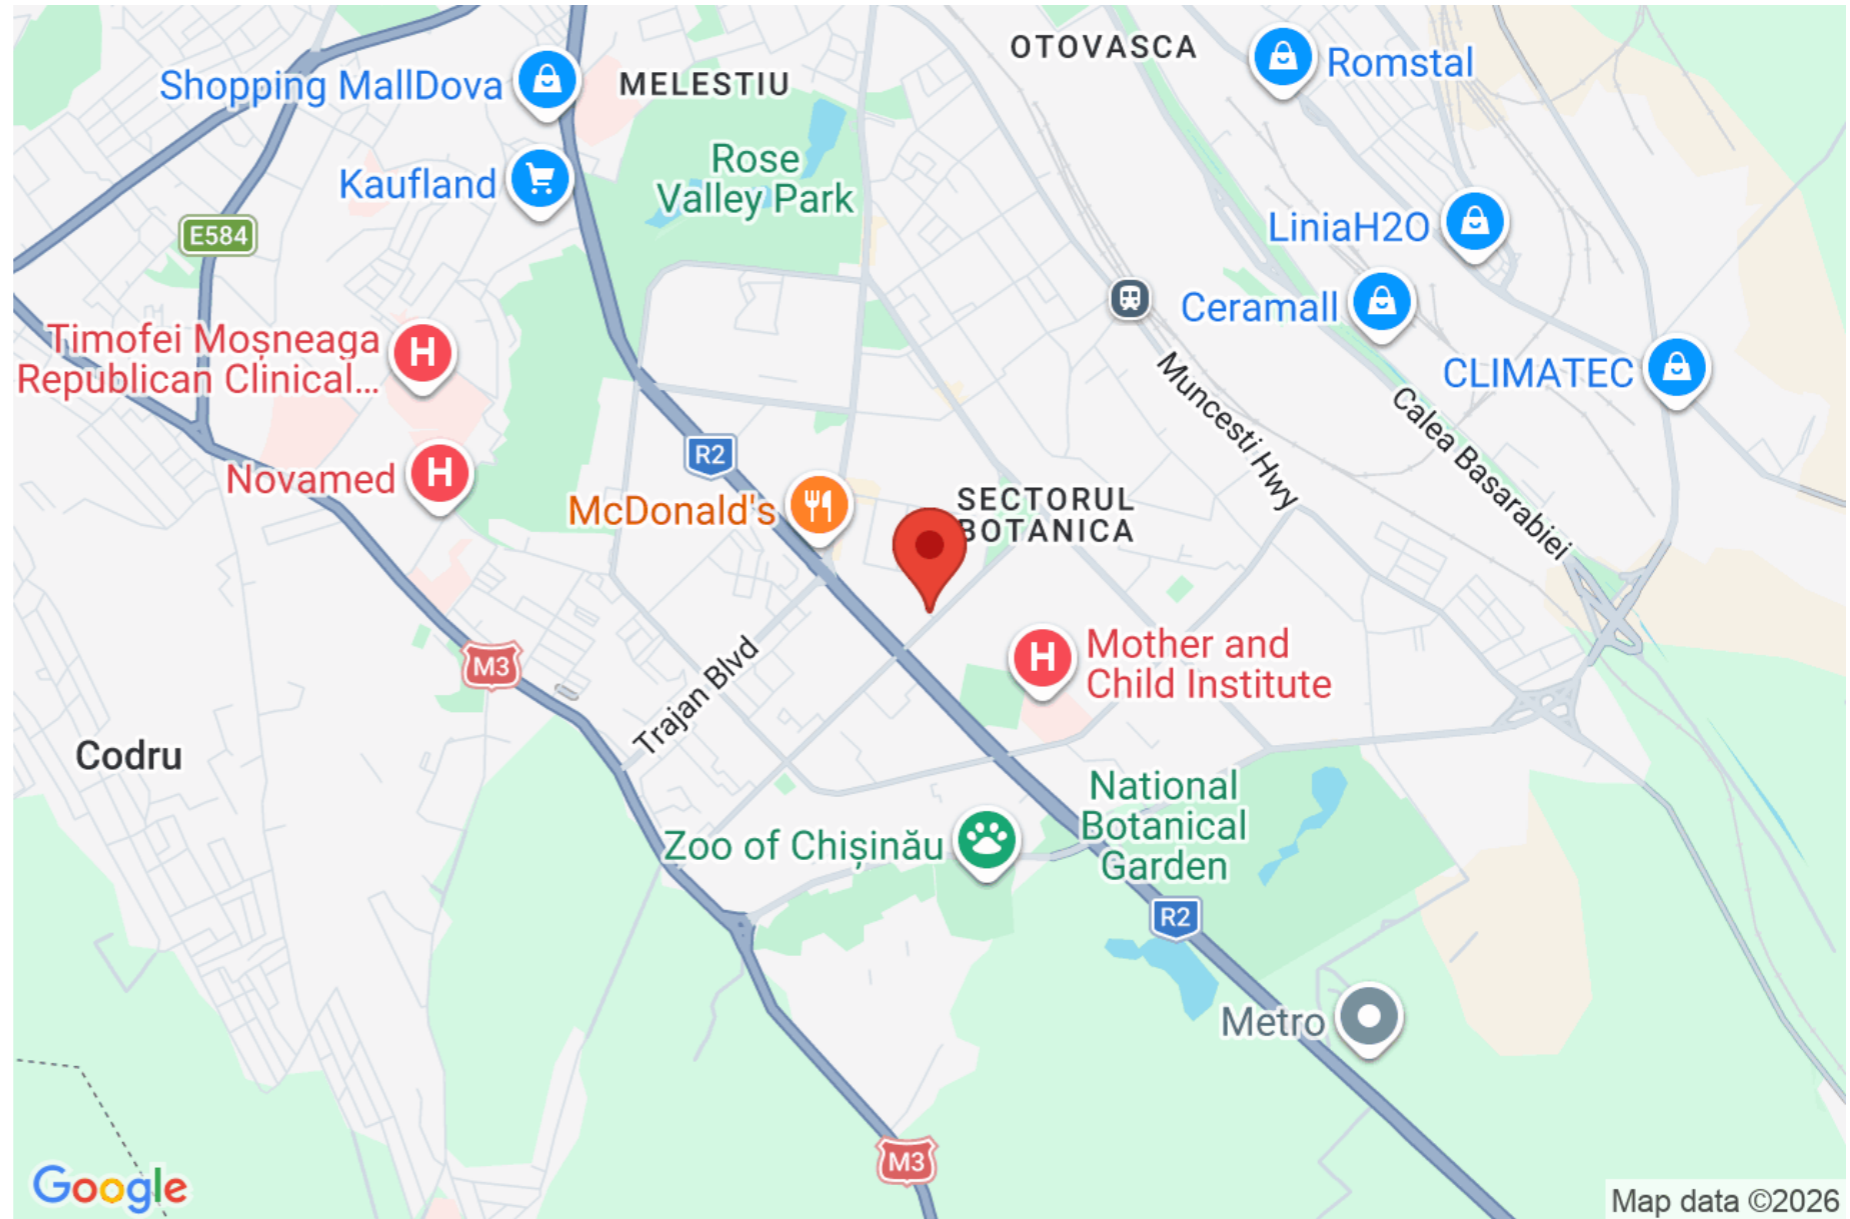 OTOVASCA
Romstal
Shopping MallDova
MELESTIU
Rose
Valley Park
Kaufland
E584
LiniaH2O
Ceramall
Timofei Moșneaga
Republican Clinical...
CLIMATEC
Muncesti Hwy
Calea Basarabiei
R2
Novamed
McDonald's
SECTORUL
BOTANICA
Mother and
Child Institute
M3
Trajan Blvd
Codru
National
Botanical
Garden
Zoo of Chișinău
R2
Metro
M3
Google
Map data ©2026